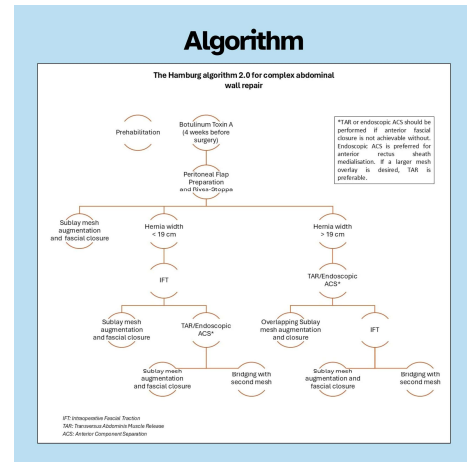 Algorithm
The Hamburg algorithm 2.0 for complex abdominal
wall repair
Prehabilitation
Botulinum Toxin A
(4 weeks before
surgery)
*TAR or endoscopic ACS should be
performed if anterior fascial
closure is not achievable without.
Endoscopic ACS is preferred for
anterior rectus sheath
medialisation. If a larger mesh
overlay is desired, TAR is
preferable.
Peritoneal Flap
Preparation
and Rives-Stoppa
Sublay mesh
augmentation
and fascial closure
Hernia width
< 19 cm
Hernia width
> 19 cm
IFT
TAR/Endoscopic
ACS*
Sublay mesh
augmentation
and fascial closure
TAR/Endoscopic
ACS*
Overlapping Sublay
mesh augmentation
and closure
IFT
Sublay mesh
augmentation
and fascial closure
Bridging with
second mesh
Sublay mesh
augmentation and
fascial closure
Bridging with
second mesh
IFT: Intraoperative Fascial Traction
TAR: Transversus Abdominis Muscle Release
ACS: Anterior Component Separation